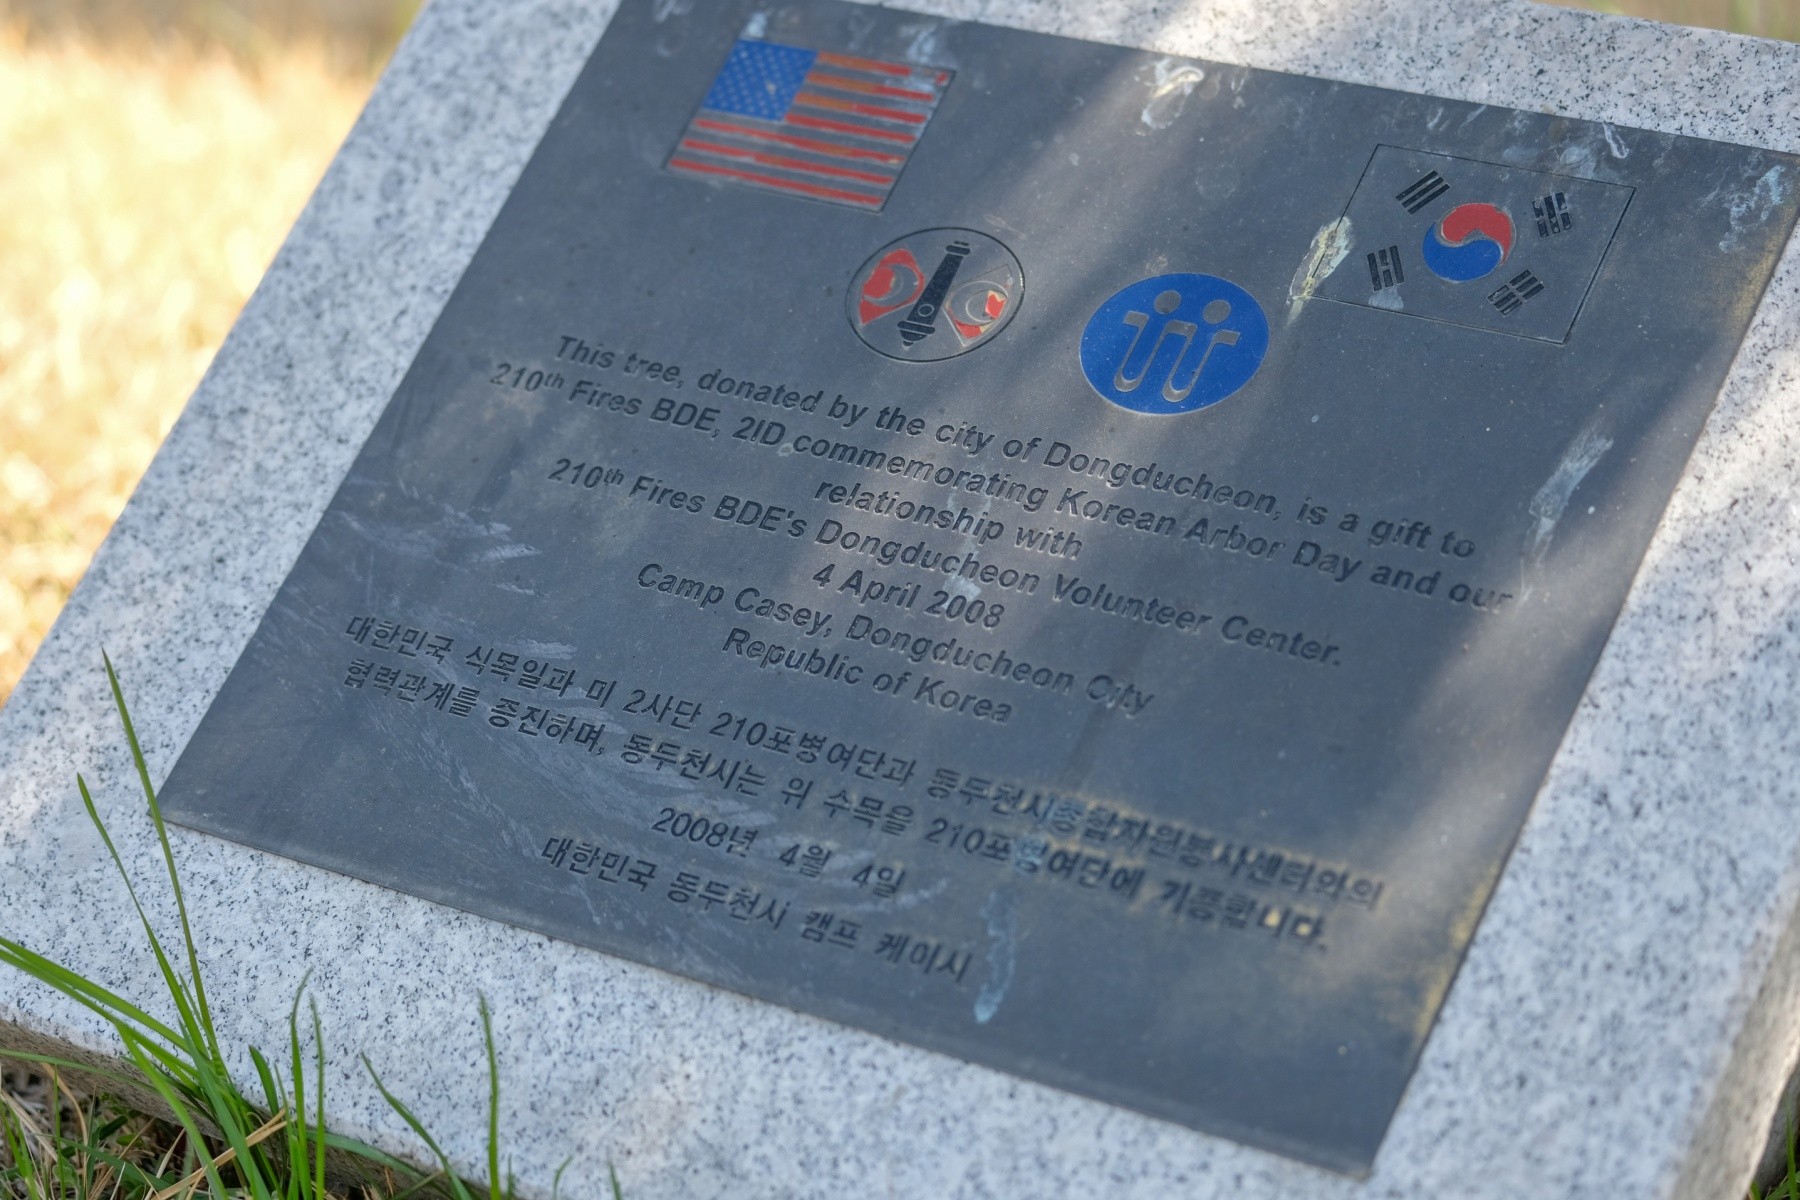 This tree, donated by the city of Dongducheon, is a gift to
210th Fires BDE, 2ID commemorating Korean Arbor Day and our
relationship with
210th Fires BDE's Dongducheon Volunteer Center.
4 April 2008
Camp Casey, Dongducheon City
Republic of Korea
대한민국 식목일과 미 2사단 210포병여단과 동두천시종합자원봉사센터와의
협력관계를 증진하며, 동두천시는 위 수목을 210포병여단에 기증합니다.
2008년 4월 4일
대한민국 동두천시 캠프 케이시